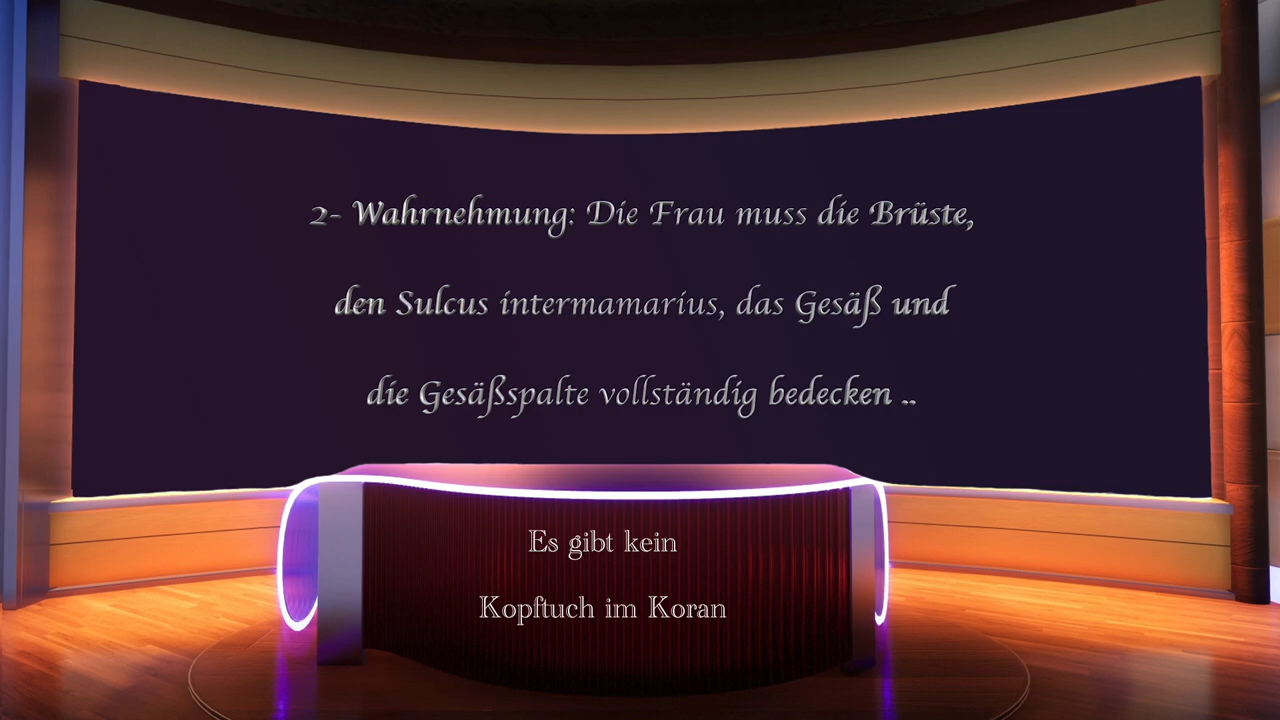 2- Wahrnehmung: Die Frau muss die Brüste,
den Sulcus intermamarius, das Gesäß und
die Gesäßspalte vollständig bedecken ..
Es gibt kein
Kopftuch im Koran